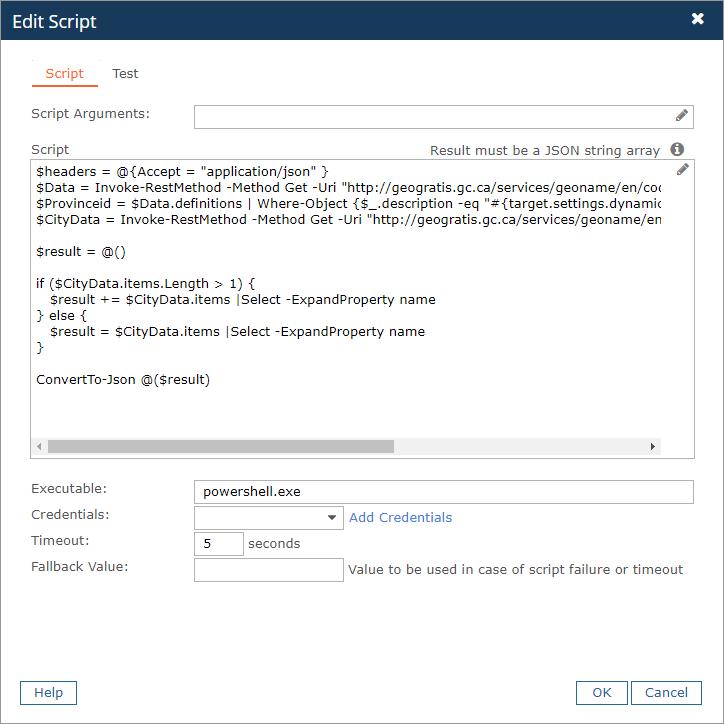 Edit Script
Script Test
Script Arguments:
Script Result must be a JSON string array
$headers = @{Accept = "application/json" }
$Data = Invoke-RestMethod -Method Get -Uri "http://geogratis.gc.ca/services/geoname/en/cod
$Provinceid = $Data.definitions | Where-Object {$_.description -eq "#{target.settings.dynamic
$CityData = Invoke-RestMethod -Method Get -Uri "http://geogratis.gc.ca/services/geoname/en
$result = @()
if ($CityData.items.Length > 1) {
$result += $CityData.items |Select -ExpandProperty name
} else {
$result = $CityData.items |Select -ExpandProperty name
}
ConvertTo-Json @($result)
Executable: powershell.exe
Credentials: Add Credentials
Timeout: 5 seconds
Fallback Value: Value to be used in case of script failure or timeout
Help OK Cancel